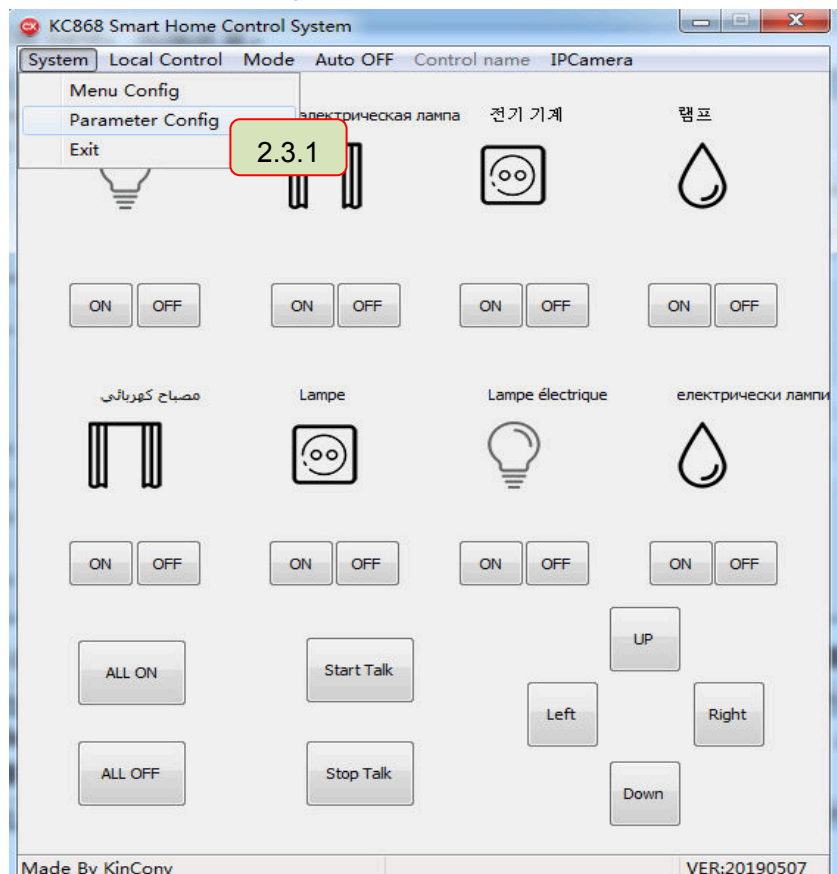 KC868 Smart Home Control System
System Local Control Mode Auto OFF Control name IPCamera
Menu Config
Parameter Config
Exit
2.3.1
электрическая лампа 전기 기계 램프
ON OFF ON OFF ON OFF ON OFF
مصباح كهربائي Lampe Lampe électrique електрически лампи
ON OFF ON OFF ON OFF ON OFF
UP
ALL ON Start Talk
Left Right
ALL OFF Stop Talk
Down
Made By KinCony VER:20190507